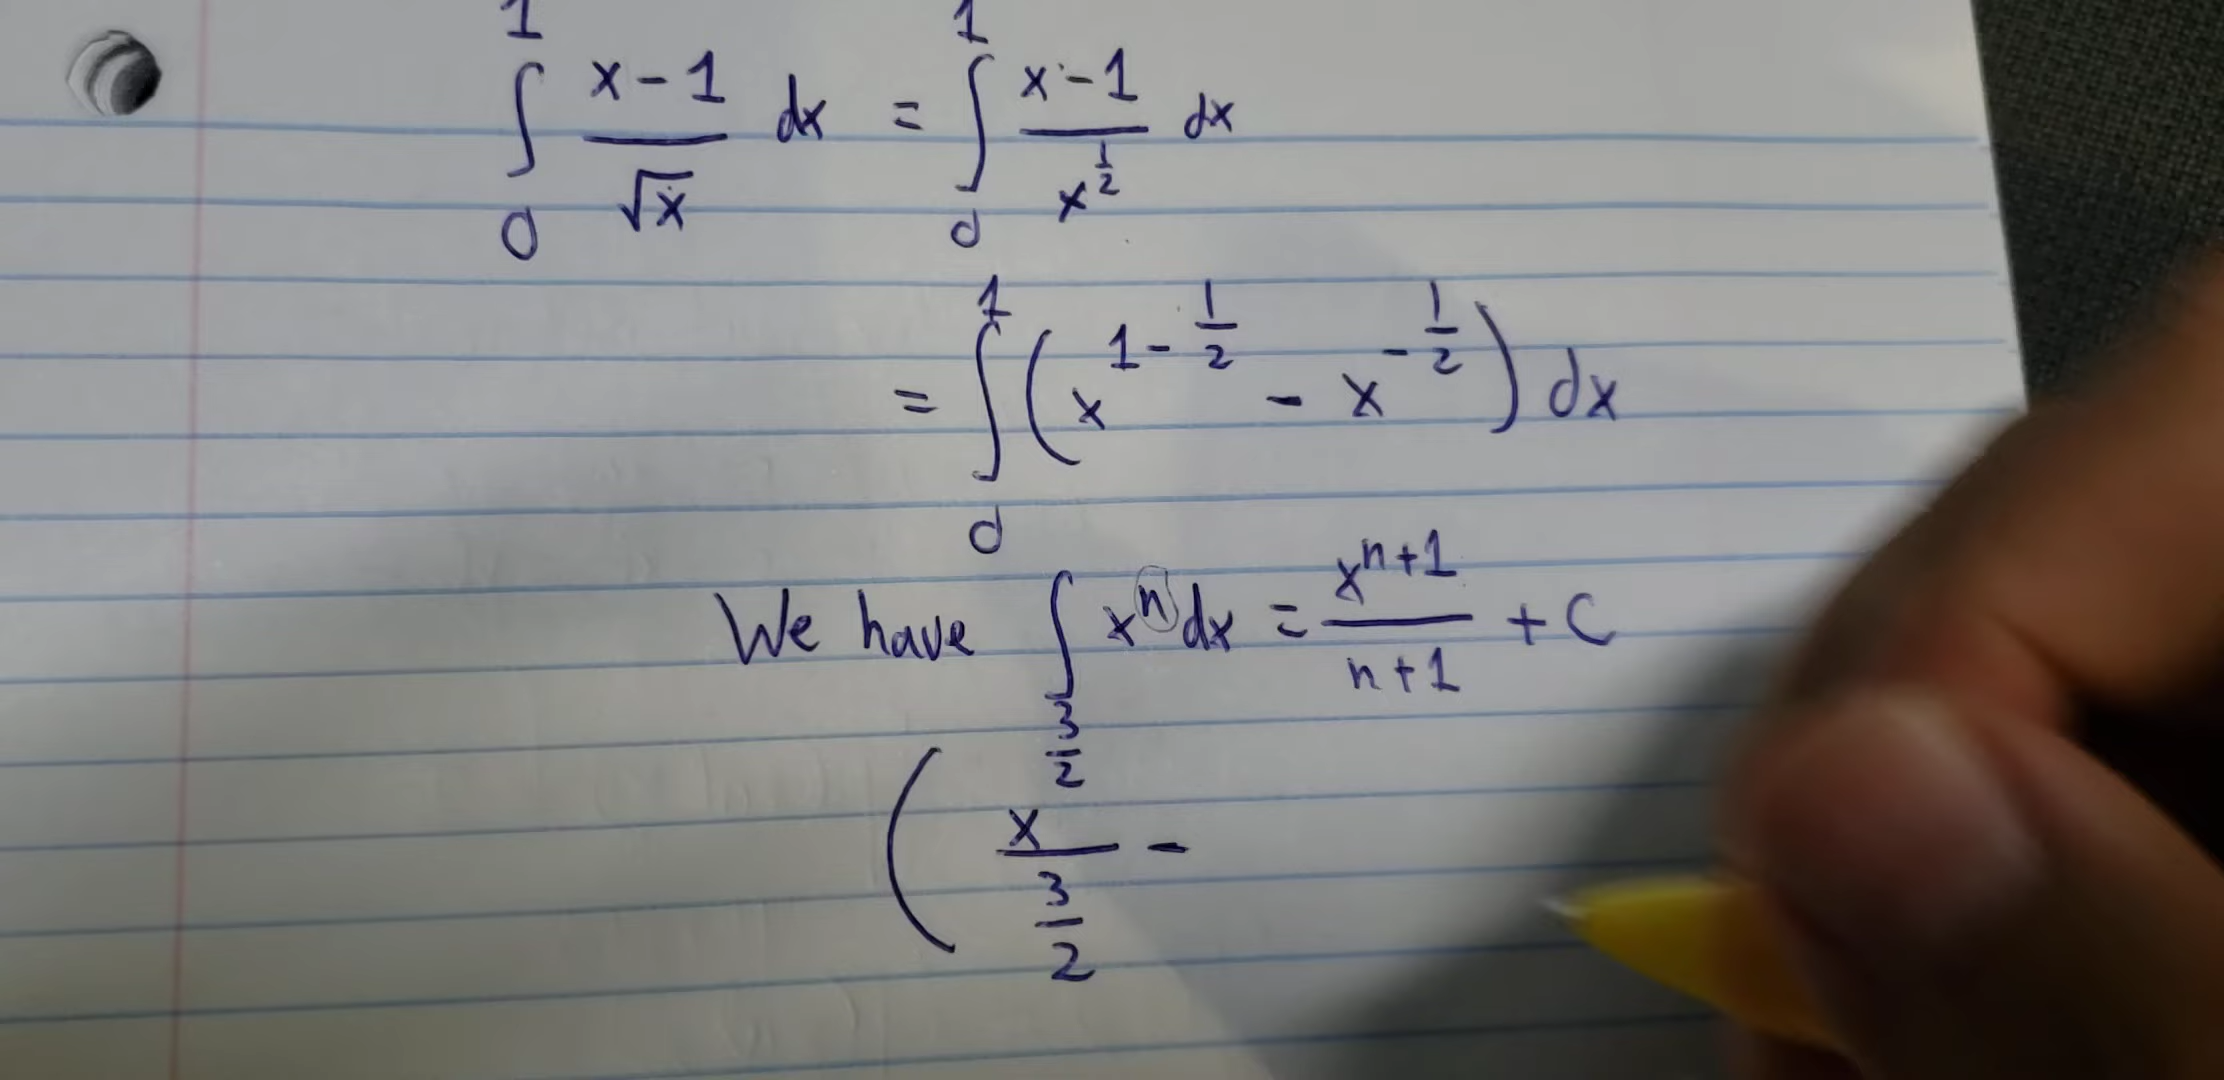 ∫₀¹ (x-1)/√x dx = ∫₀¹ (x-1)/x^(1/2) dx
= ∫₀¹ (x^(1-1/2) - x^(-1/2)) dx
We have ∫ xⁿ dx = x^(n+1)/(n+1) + C
( x^(3/2)/(3/2) -